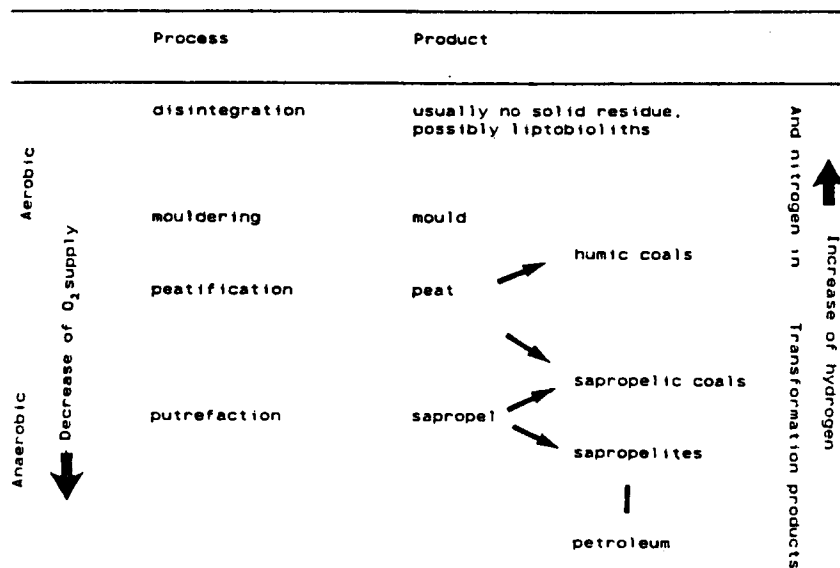 Process Product
disintegration usually no solid residue,
possibly liptobioliths
mouldering mould
humic coals
peatification peat
sapropelic coals
putrefaction sapropel
sapropelites
petroleum
Aerobic
Anaerobic
Decrease of O₂ supply
And nitrogen in Transformation products
Increase of hydrogen